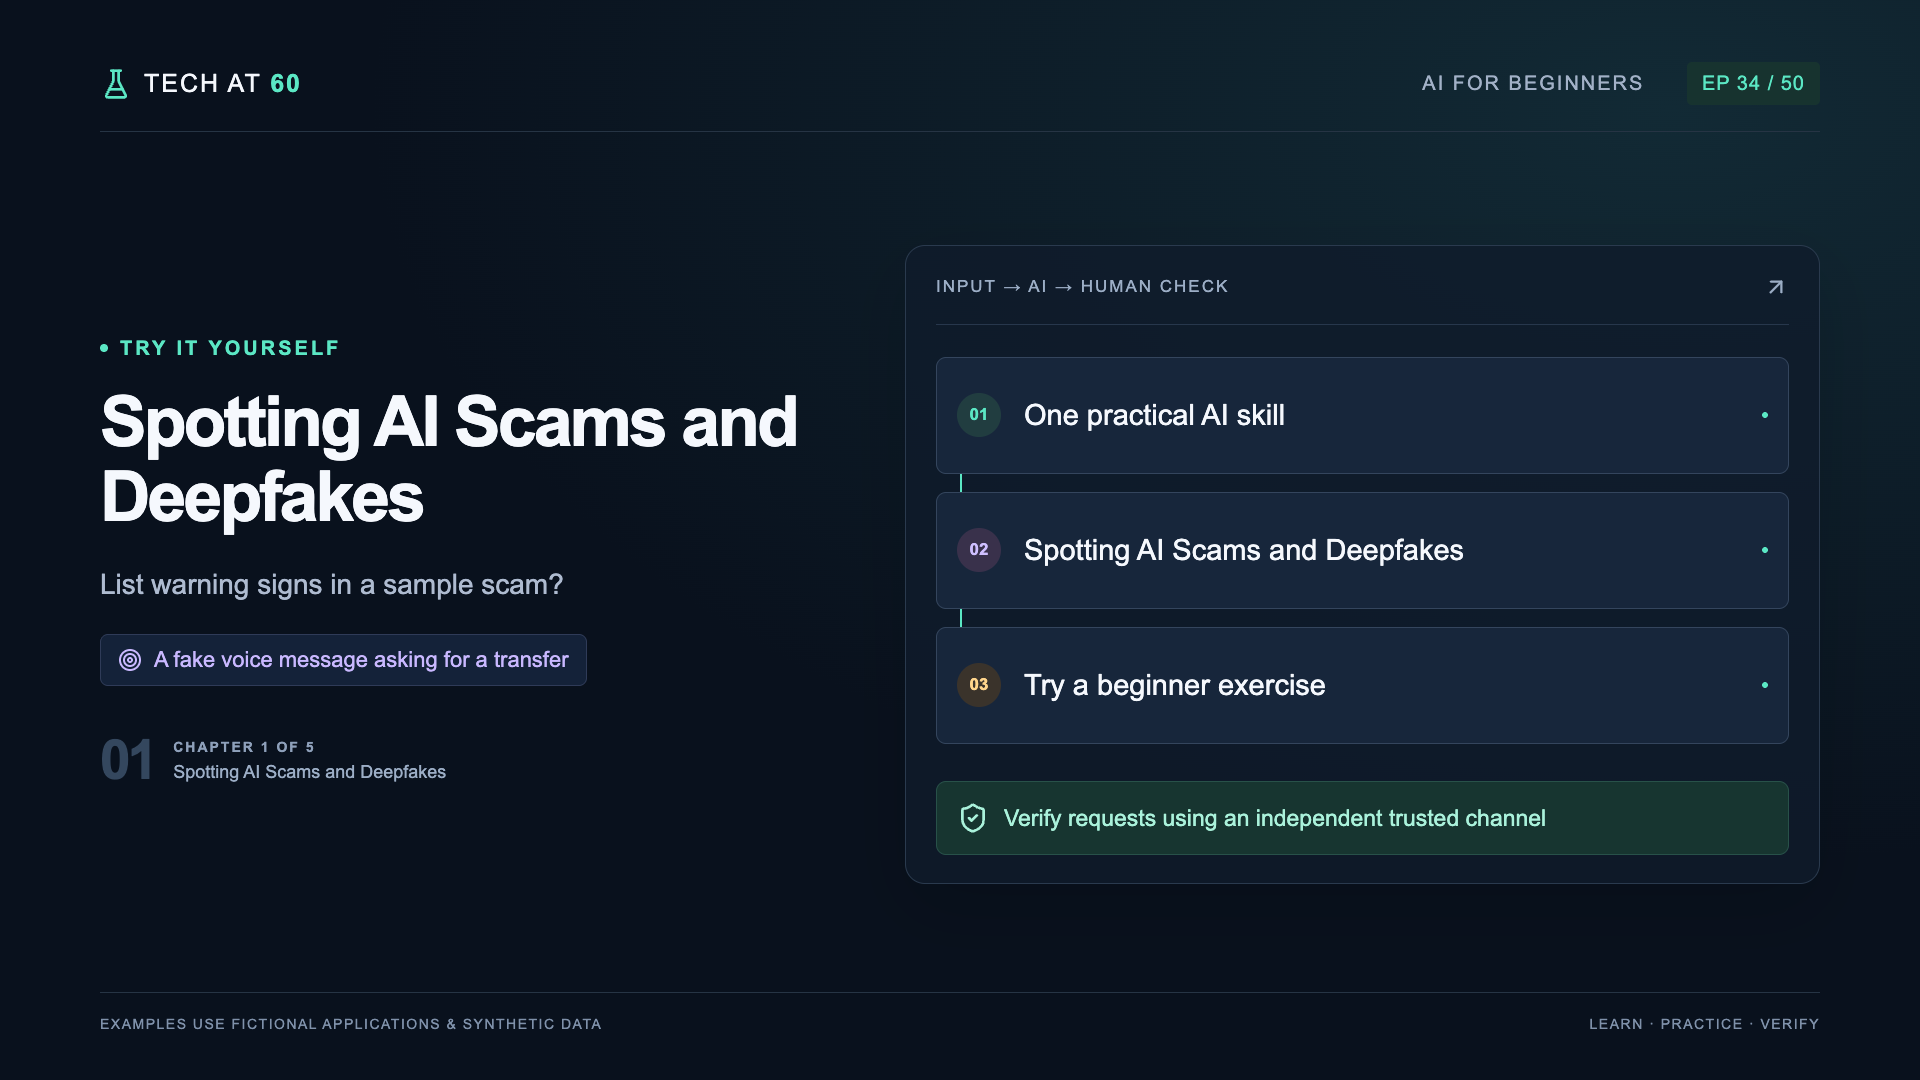 TECH AT 60
AI FOR BEGINNERS
EP 34 / 50
• TRY IT YOURSELF
Spotting AI Scams and
Deepfakes
List warning signs in a sample scam?
A fake voice message asking for a transfer
01
CHAPTER 1 OF 5
Spotting AI Scams and Deepfakes
INPUT → AI → HUMAN CHECK
01 One practical AI skill
02 Spotting AI Scams and Deepfakes
03 Try a beginner exercise
Verify requests using an independent trusted channel
EXAMPLES USE FICTIONAL APPLICATIONS & SYNTHETIC DATA
LEARN · PRACTICE · VERIFY